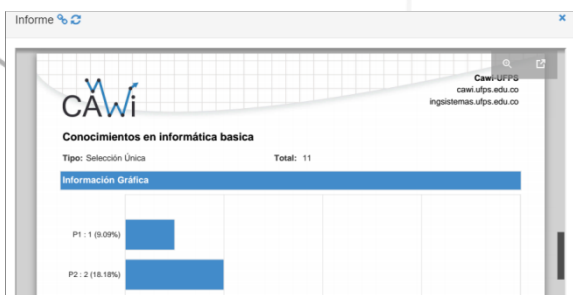 Informe
CAWi
Cawi-UFPS
cawi.ufps.edu.co
ingsistemas.ufps.edu.co
Conocimientos en informática basica
Tipo: Selección Única Total: 11
Información Gráfica
P1 : 1 (9.09%)
P2 : 2 (18.18%)